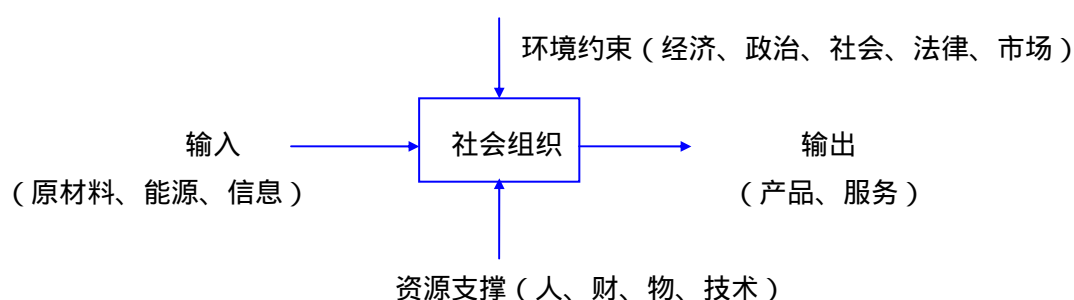 环境约束（经济、政治、社会、法律、市场）
输入
社会组织
输出
（原材料、能源、信息）
（产品、服务）
资源支撑（人、财、物、技术）